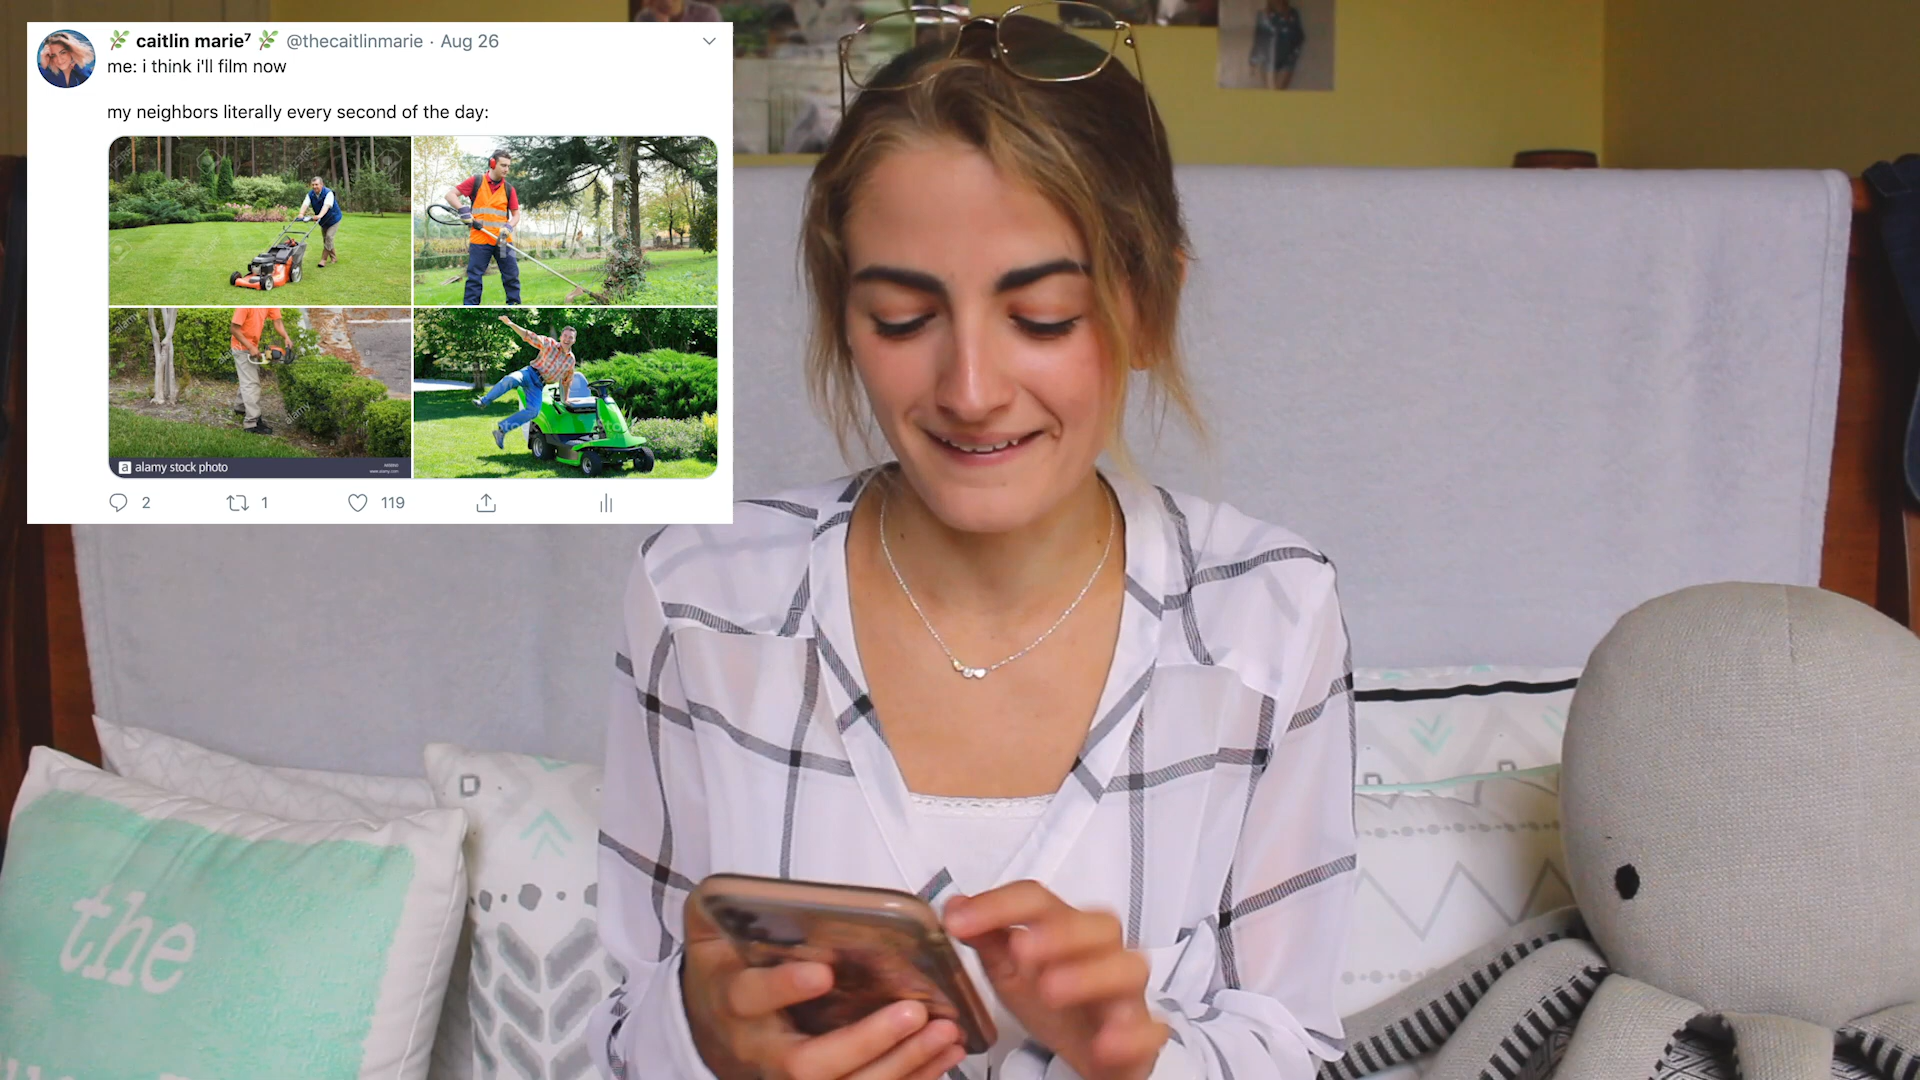 caitlin marie⁷ @thecaitlinmarie · Aug 26
me: i think i'll film now
my neighbors literally every second of the day:
a alamy stock photo
2 1 119
the